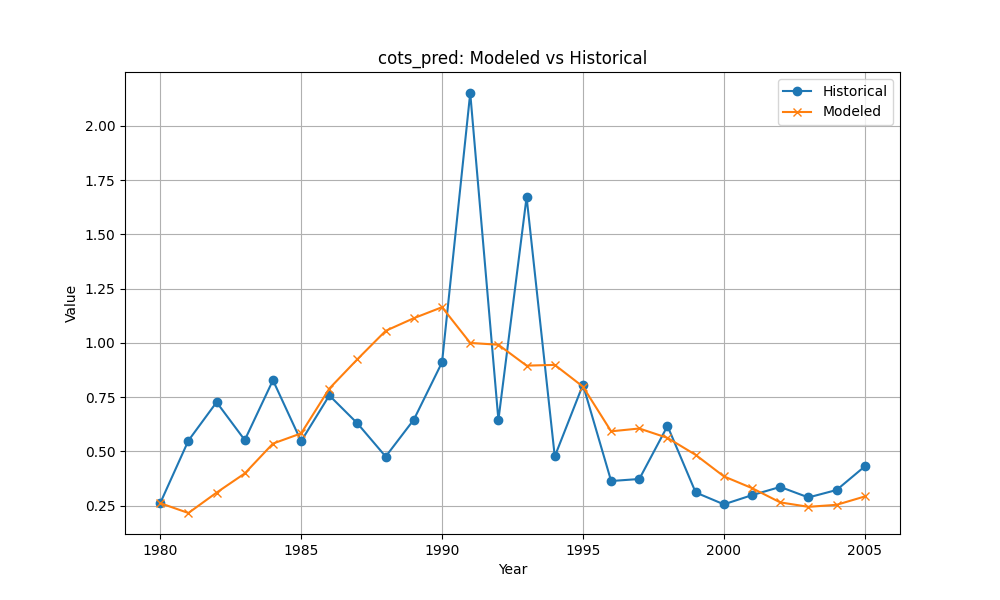 cots_pred: Modeled vs Historical
Historical
Modeled
Value
2.00
1.75
1.50
1.25
1.00
0.75
0.50
0.25
1980 1985 1990 1995 2000 2005
Year